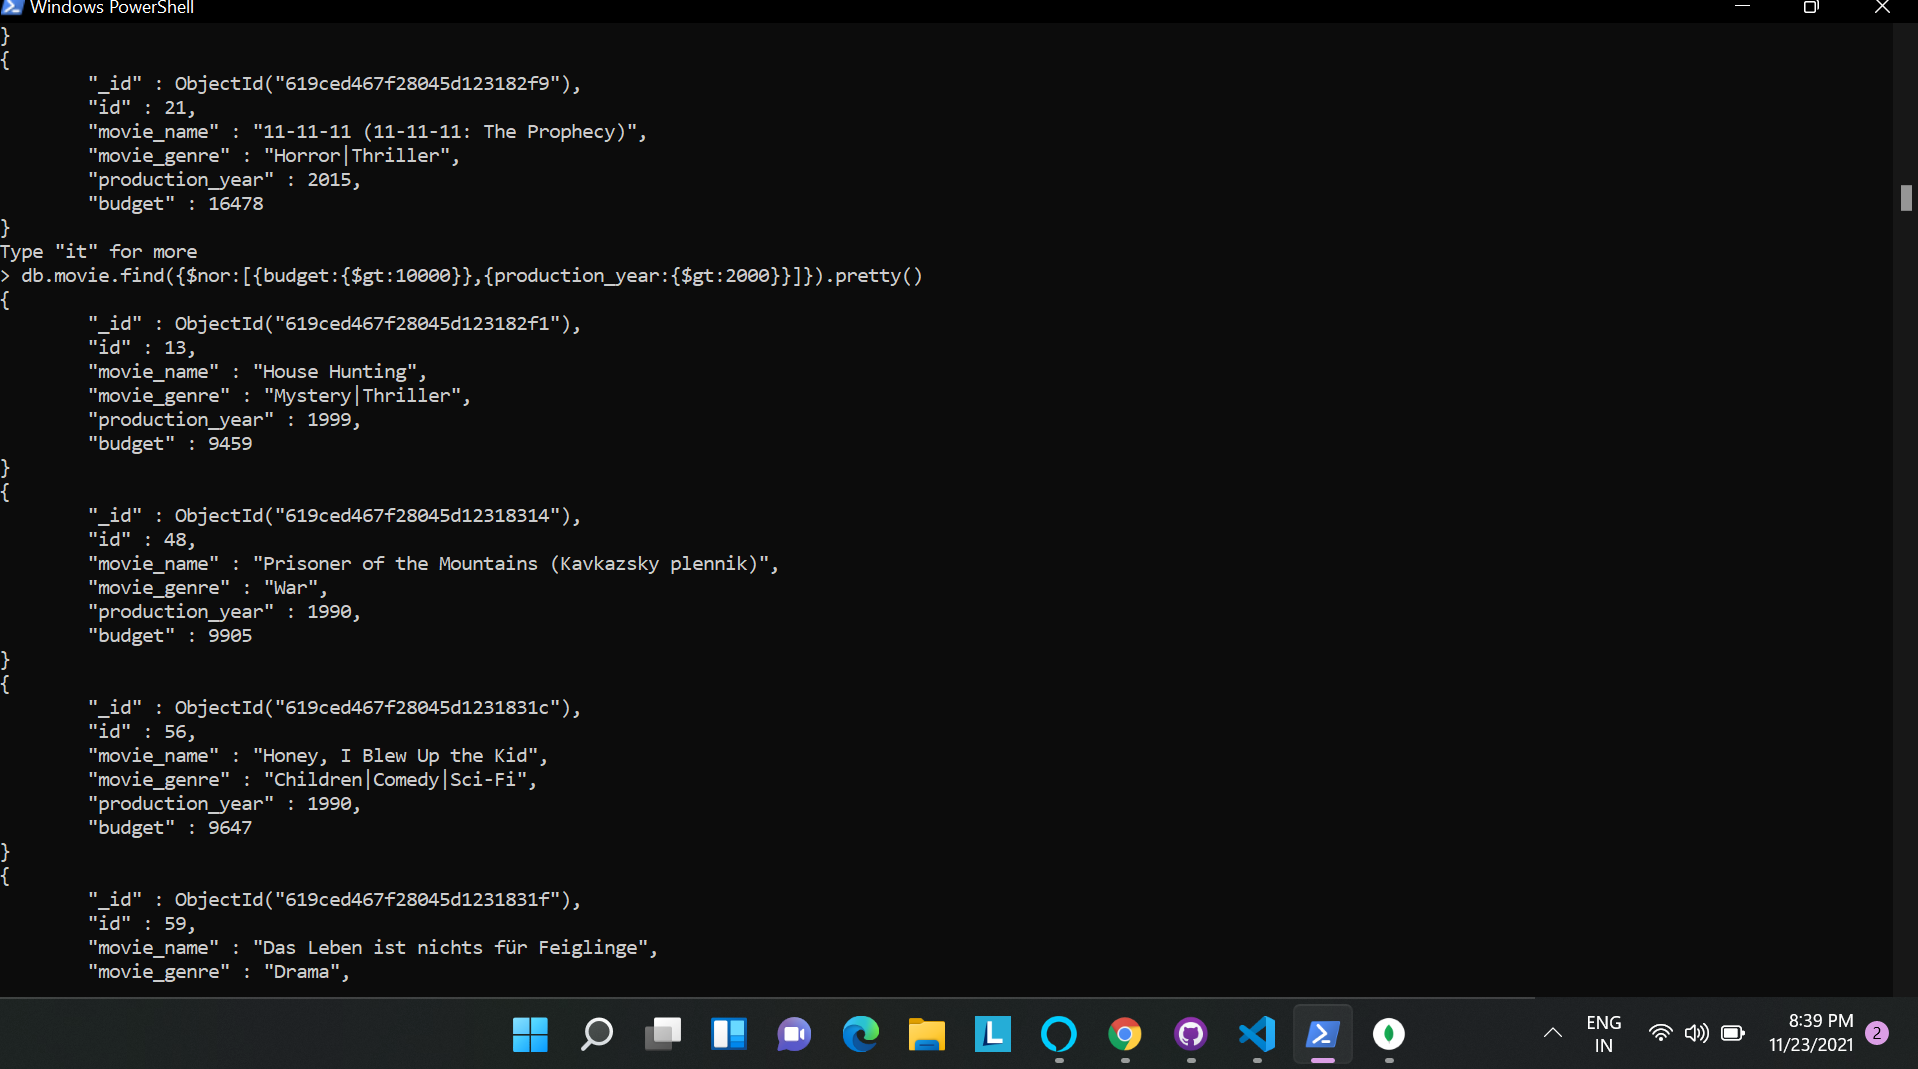 Windows PowerShell
}
{
"_id" : ObjectId("619ced467f28045d123182f9"),
"id" : 21,
"movie_name" : "11-11-11 (11-11-11: The Prophecy)",
"movie_genre" : "Horror|Thriller",
"production_year" : 2015,
"budget" : 16478
}
Type "it" for more
> db.movie.find({$nor:[{budget:{$gt:10000}},{production_year:{$gt:2000}}]}).pretty()
{
"_id" : ObjectId("619ced467f28045d123182f1"),
"id" : 13,
"movie_name" : "House Hunting",
"movie_genre" : "Mystery|Thriller",
"production_year" : 1999,
"budget" : 9459
}
{
"_id" : ObjectId("619ced467f28045d12318314"),
"id" : 48,
"movie_name" : "Prisoner of the Mountains (Kavkazsky plennik)",
"movie_genre" : "War",
"production_year" : 1990,
"budget" : 9905
}
{
"_id" : ObjectId("619ced467f28045d1231831c"),
"id" : 56,
"movie_name" : "Honey, I Blew Up the Kid",
"movie_genre" : "Children|Comedy|Sci-Fi",
"production_year" : 1990,
"budget" : 9647
}
{
"_id" : ObjectId("619ced467f28045d1231831f"),
"id" : 59,
"movie_name" : "Das Leben ist nichts für Feiglinge",
"movie_genre" : "Drama",
L
ENG
IN
8:39 PM
11/23/2021
2